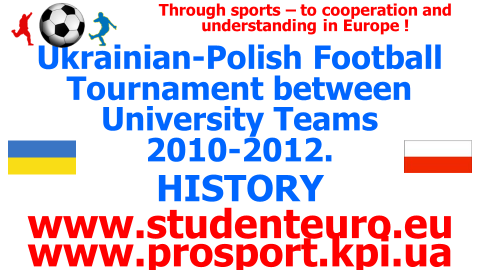 Through sports – to cooperation and
understanding in Europe !
Ukrainian-Polish Football
Tournament between
University Teams
2010-2012.
HISTORY
www.studenteuro.eu
www.prosport.kpi.ua